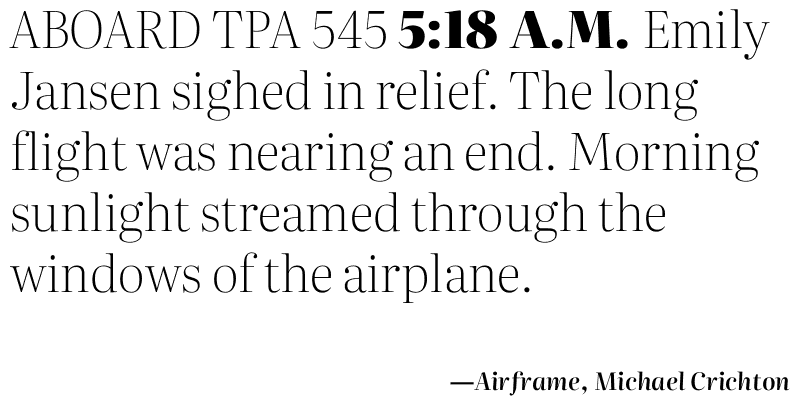 ABOARD TPA 545 5:18 A.M. Emily
Jansen sighed in relief. The long
flight was nearing an end. Morning
sunlight streamed through the
windows of the airplane.
—Airframe, Michael Crichton